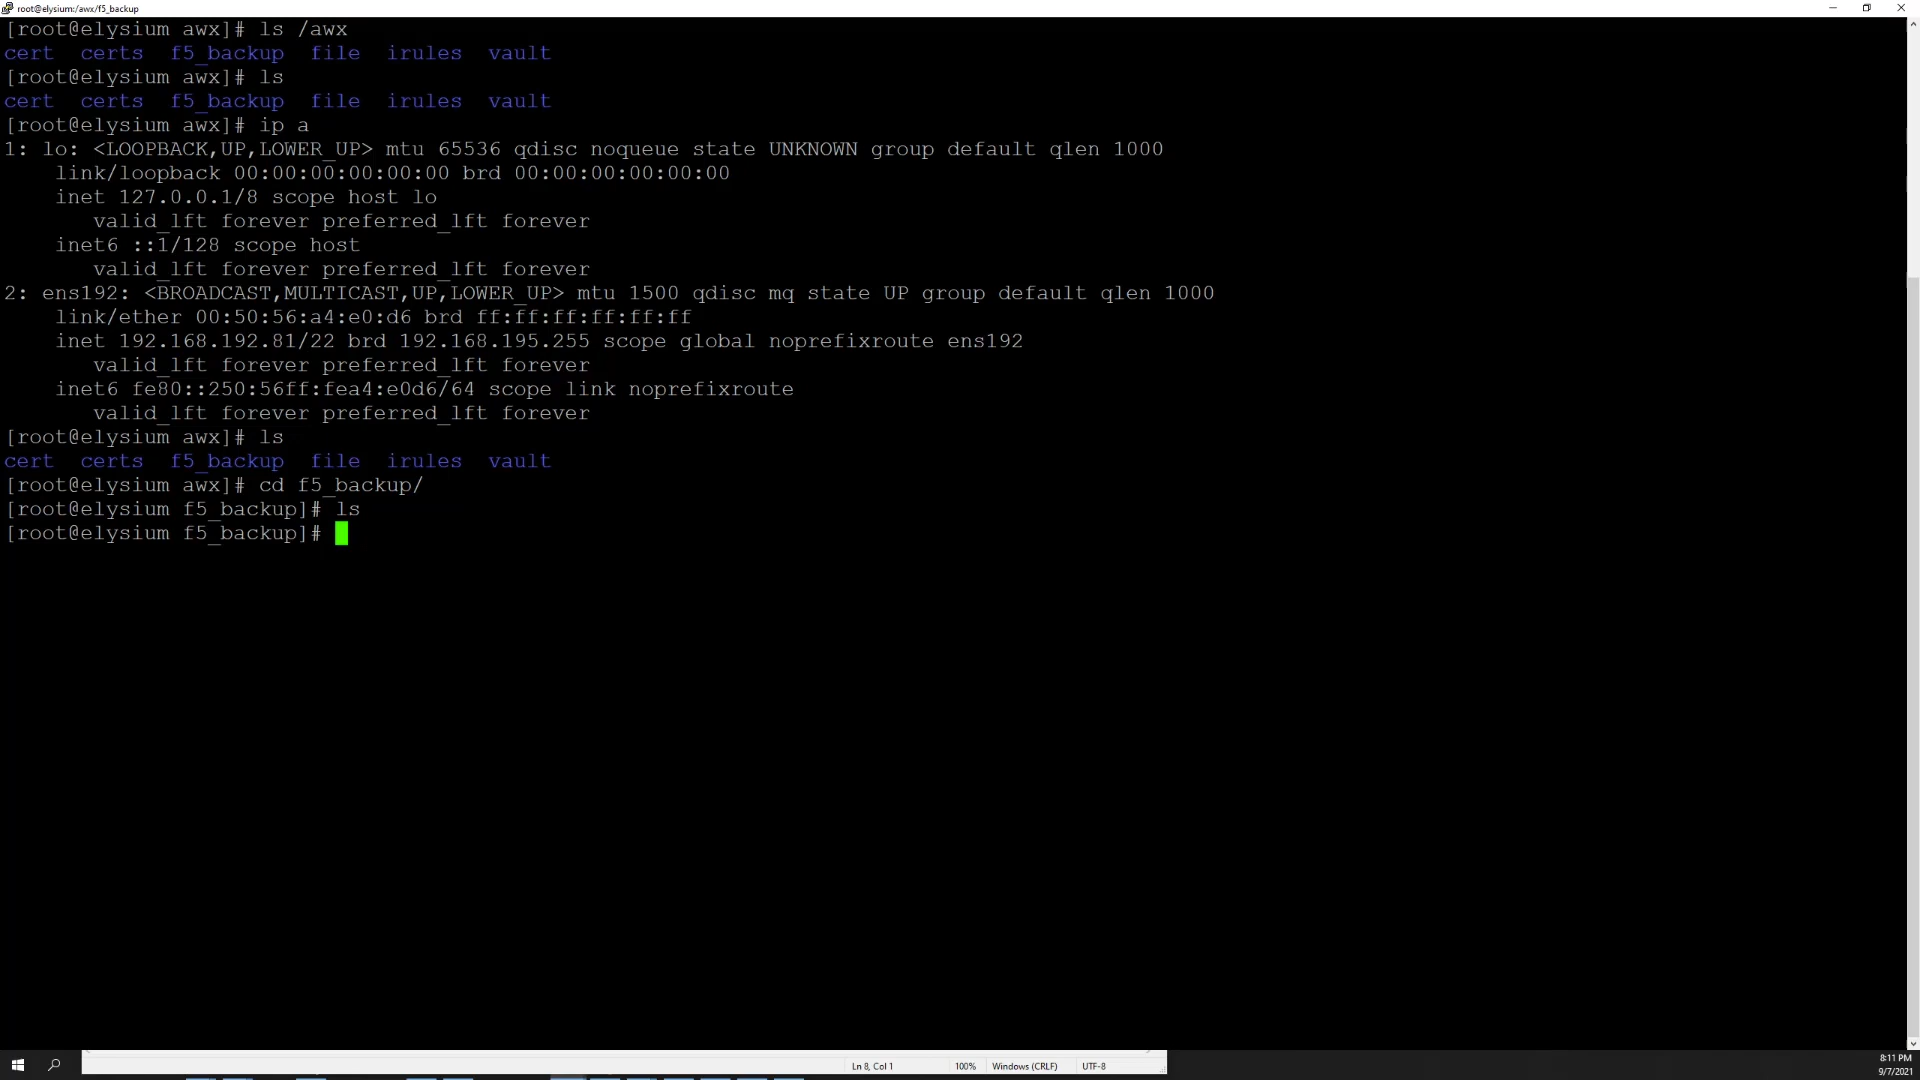 root@elysium:/awx/f5_backup
[root@elysium awx]# ls /awx
cert  certs  f5_backup  file  irules  vault
[root@elysium awx]# ls
cert  certs  f5_backup  file  irules  vault
[root@elysium awx]# ip a
1: lo: <LOOPBACK,UP,LOWER_UP> mtu 65536 qdisc noqueue state UNKNOWN group default qlen 1000
    link/loopback 00:00:00:00:00:00 brd 00:00:00:00:00:00
    inet 127.0.0.1/8 scope host lo
       valid_lft forever preferred_lft forever
    inet6 ::1/128 scope host
       valid_lft forever preferred_lft forever
2: ens192: <BROADCAST,MULTICAST,UP,LOWER_UP> mtu 1500 qdisc mq state UP group default qlen 1000
    link/ether 00:50:56:a4:e0:d6 brd ff:ff:ff:ff:ff:ff
    inet 192.168.192.81/22 brd 192.168.195.255 scope global noprefixroute ens192
       valid_lft forever preferred_lft forever
    inet6 fe80::250:56ff:fea4:e0d6/64 scope link noprefixroute
       valid_lft forever preferred_lft forever
[root@elysium awx]# ls
cert  certs  f5_backup  file  irules  vault
[root@elysium awx]# cd f5_backup/
[root@elysium f5_backup]# ls
[root@elysium f5_backup]#
Ln 8, Col 1  100%  Windows (CRLF)  UTF-8
8:11 PM
9/7/2021